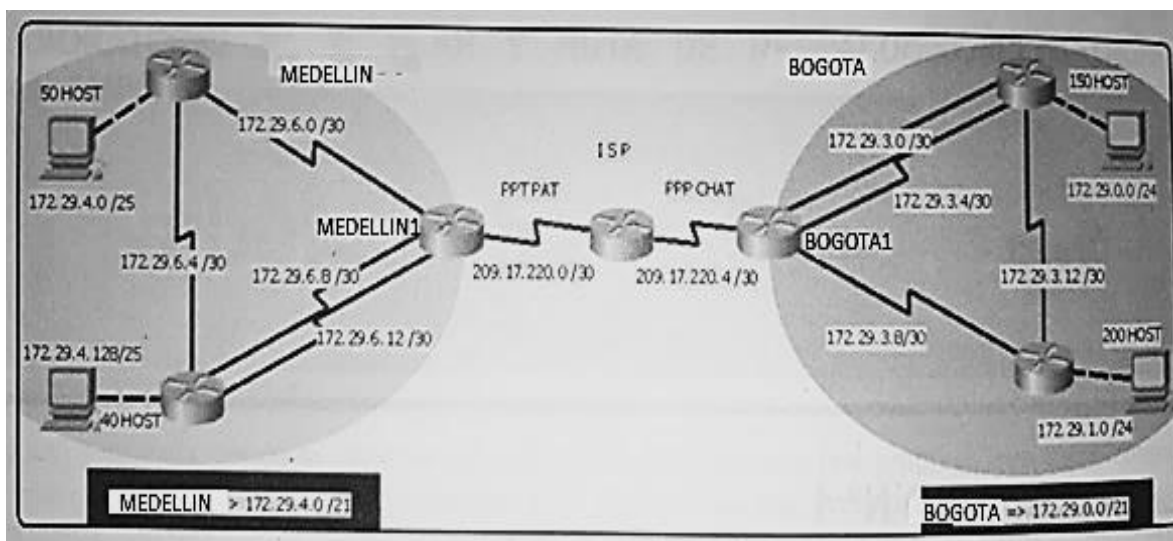 MEDELLIN
BOGOTA
50 HOST
150 HOST
172.29.6.0 /30
172.29.3.0 /30
ISP
172.29.4.0 /25
PPTPAT
PPP CHAT
172.29.0.0 /24
172.29.3.4/30
MEDELLIN1
BOGOTA1
172.29.6.4 /30
172.29.6.8 /30
209.17.220.0 /30
209.17.220.4 /30
172.29.3.12/30
172.29.6.12 /30
172.29.3.8/30
172.29.4.128/25
200 HOST
40 HOST
172.29.1.0 /24
MEDELLIN > 172.29.4.0 /21
BOGOTA => 172.29.0.0 /21